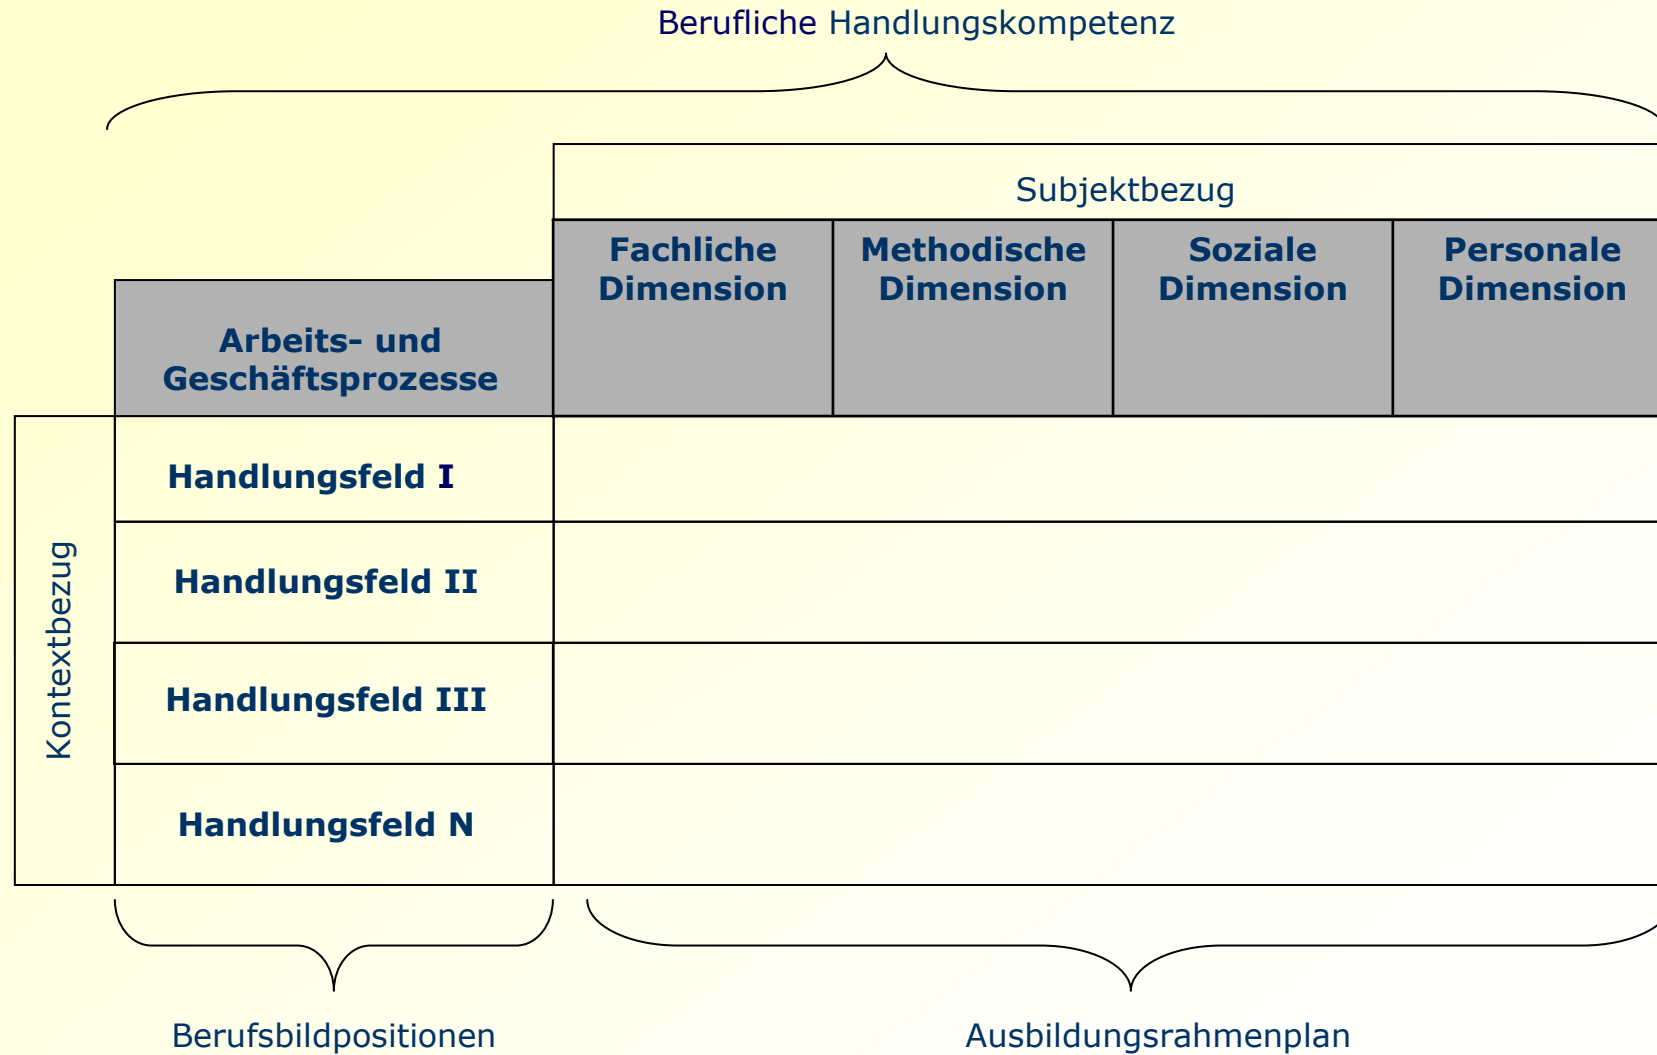 Berufliche Handlungskompetenz
Subjektbezug
Fachliche
Dimension
Methodische
Dimension
Soziale
Dimension
Personale
Dimension
Arbeits- und
Geschäftsprozesse
Kontextbezug
Handlungsfeld I
Handlungsfeld II
Handlungsfeld III
Handlungsfeld N
Berufsbildpositionen
Ausbildungsrahmenplan